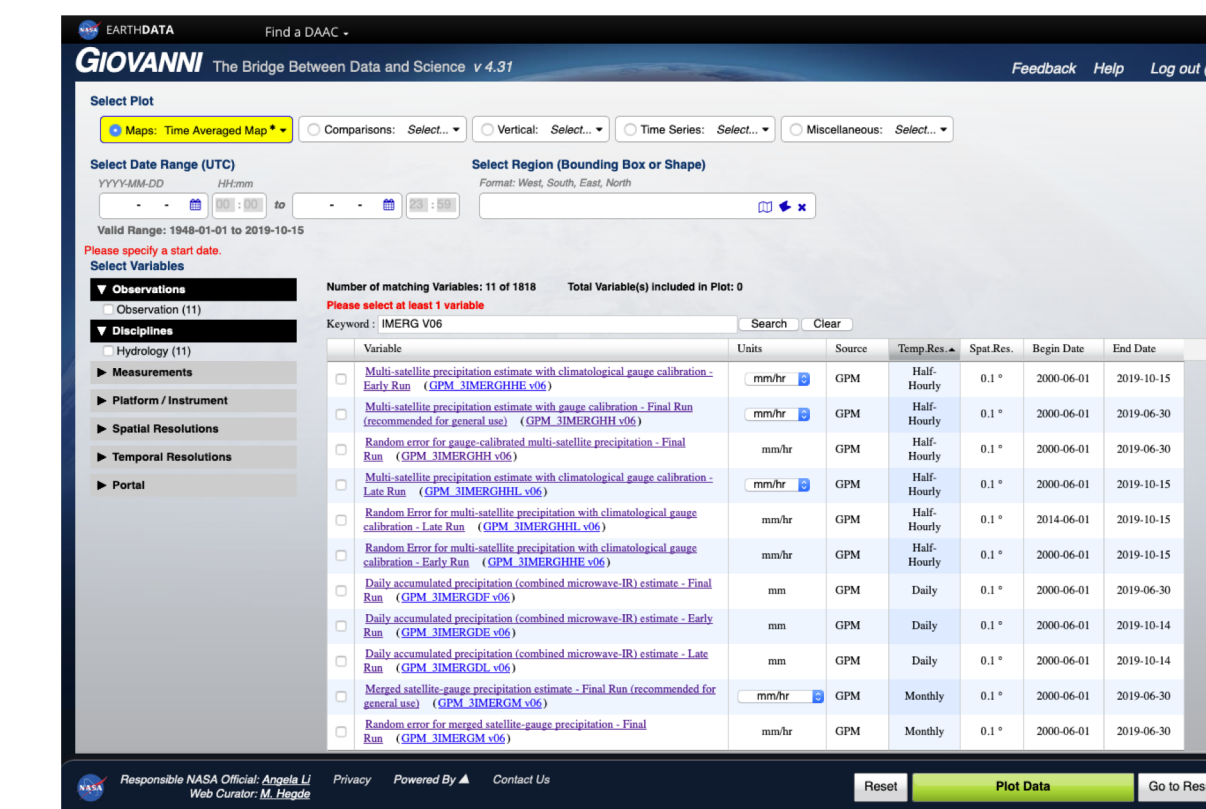 EARTHDATA Find a DAAC
GIOVANNI The Bridge Between Data and Science v 4.31 Feedback Help Log out
Select Plot
Maps: Time Averaged Map * Comparisons: Select... Vertical: Select... Time Series: Select... Miscellaneous: Select...
Select Date Range (UTC) Select Region (Bounding Box or Shape)
YYYY-MM-DD HH:mm Format: West, South, East, North
- - 00 : 00 to - - 23 : 59
Valid Range: 1948-01-01 to 2019-10-15
Please specify a start date.
Select Variables
Observations
Observation (11)
Disciplines
Hydrology (11)
Measurements
Platform / Instrument
Spatial Resolutions
Temporal Resolutions
Portal
Number of matching Variables: 11 of 1818 Total Variable(s) included in Plot: 0
Please select at least 1 variable
Keyword : IMERG V06 Search Clear
Variable Units Source Temp.Res. Spat.Res. Begin Date End Date
Multi-satellite precipitation estimate with climatological gauge calibration -
Early Run (GPM_3IMERGHHE v06) mm/hr GPM Half-Hourly 0.1 ° 2000-06-01 2019-10-15
Multi-satellite precipitation estimate with gauge calibration - Final Run
(recommended for general use) (GPM_3IMERGHH v06) mm/hr GPM Half-Hourly 0.1 ° 2000-06-01 2019-06-30
Random error for gauge-calibrated multi-satellite precipitation - Final
Run (GPM_3IMERGHH v06) mm/hr GPM Half-Hourly 0.1 ° 2000-06-01 2019-06-30
Multi-satellite precipitation estimate with climatological gauge calibration -
Late Run (GPM_3IMERGHHL v06) mm/hr GPM Half-Hourly 0.1 ° 2000-06-01 2019-10-15
Random Error for multi-satellite precipitation with climatological gauge
calibration - Late Run (GPM_3IMERGHHL v06) mm/hr GPM Half-Hourly 0.1 ° 2014-06-01 2019-10-15
Random Error for multi-satellite precipitation with climatological gauge
calibration - Early Run (GPM_3IMERGHHE v06) mm/hr GPM Half-Hourly 0.1 ° 2000-06-01 2019-10-15
Daily accumulated precipitation (combined microwave-IR) estimate - Final
Run (GPM_3IMERGDF v06) mm GPM Daily 0.1 ° 2000-06-01 2019-06-30
Daily accumulated precipitation (combined microwave-IR) estimate - Early
Run (GPM_3IMERGDE v06) mm GPM Daily 0.1 ° 2000-06-01 2019-10-14
Daily accumulated precipitation (combined microwave-IR) estimate - Late
Run (GPM_3IMERGDL v06) mm GPM Daily 0.1 ° 2000-06-01 2019-10-14
Merged satellite-gauge precipitation estimate - Final Run (recommended for
general use) (GPM_3IMERGM v06) mm/hr GPM Monthly 0.1 ° 2000-06-01 2019-06-30
Random error for merged satellite-gauge precipitation - Final
Run (GPM_3IMERGM v06) mm/hr GPM Monthly 0.1 ° 2000-06-01 2019-06-30
NASA Responsible NASA Official: Angela Li Privacy Powered By Contact Us
Web Curator: M. Hegde
Reset Plot Data Go to Res